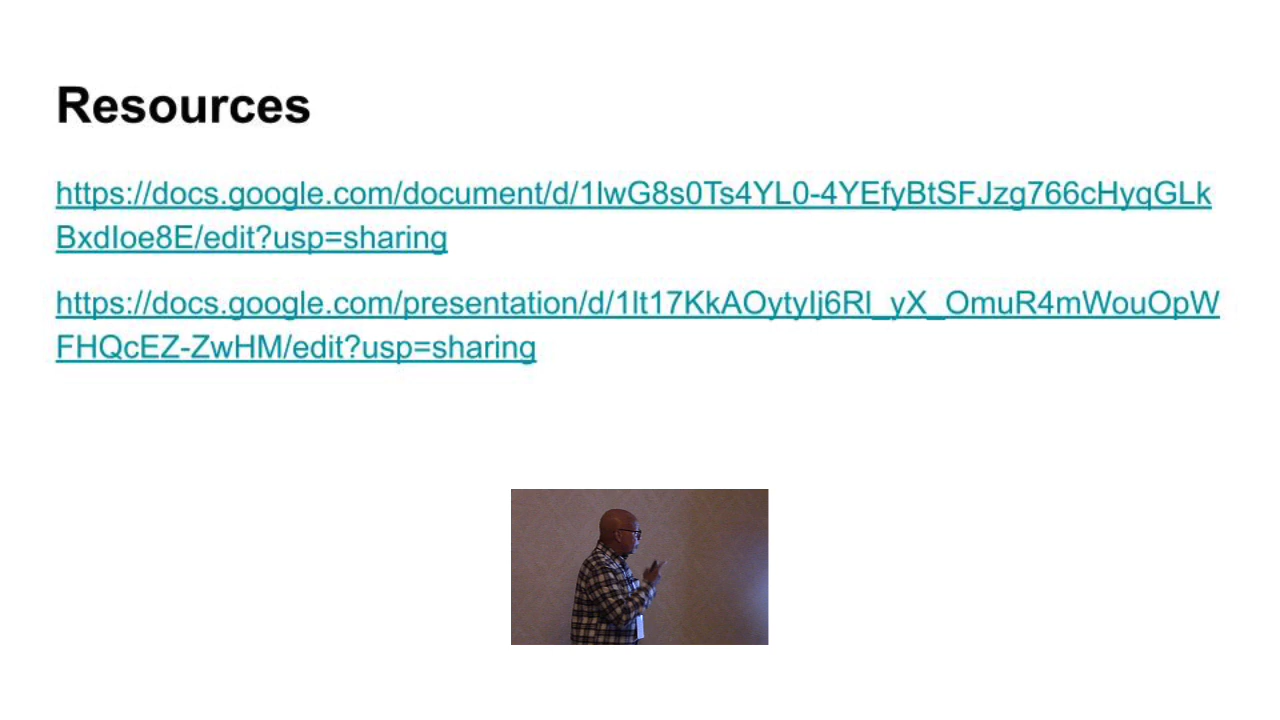 Resources
https://docs.google.com/document/d/1lwG8s0Ts4YL0-4YEfyBtSFJzg766cHyqGLk
BxdIoe8E/edit?usp=sharing
https://docs.google.com/presentation/d/1lt17KkAOytyIj6Rl_yX_OmuR4mWouOpW
FHQcEZ-ZwHM/edit?usp=sharing